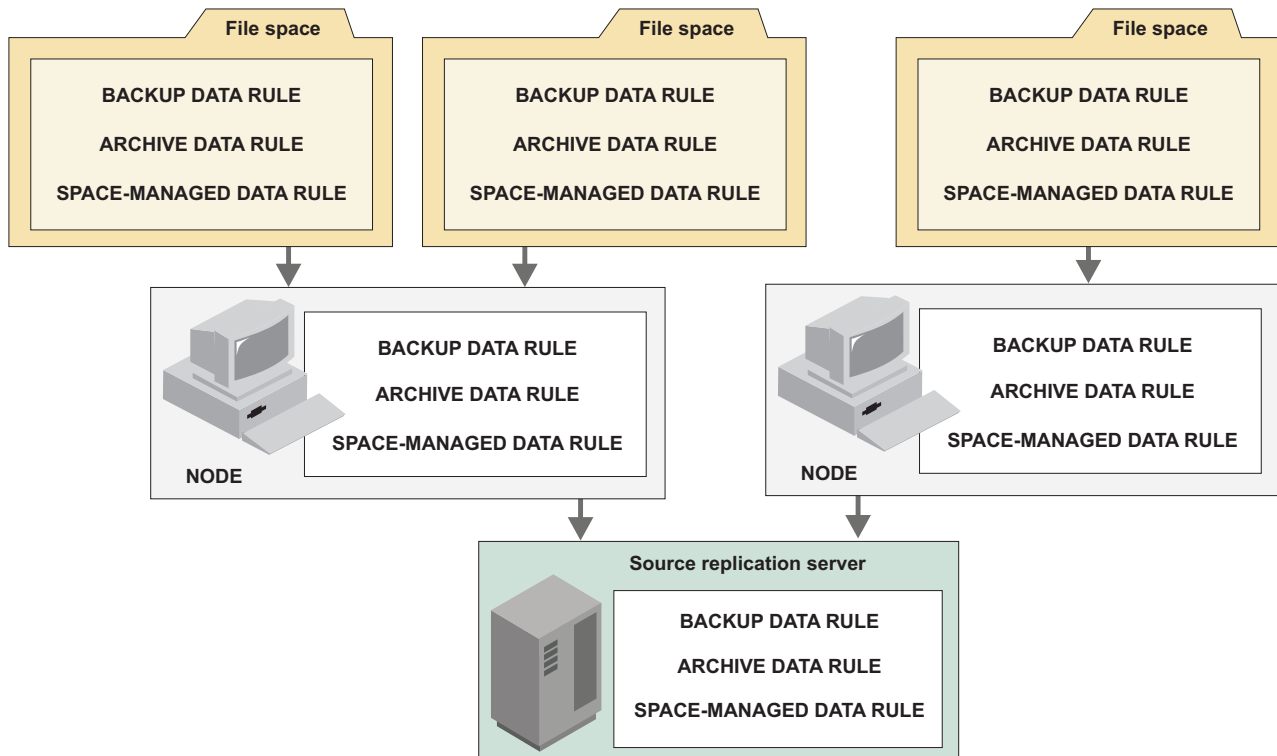 File space
BACKUP DATA RULE
ARCHIVE DATA RULE
SPACE-MANAGED DATA RULE
File space
BACKUP DATA RULE
ARCHIVE DATA RULE
SPACE-MANAGED DATA RULE
File space
BACKUP DATA RULE
ARCHIVE DATA RULE
SPACE-MANAGED DATA RULE
BACKUP DATA RULE
ARCHIVE DATA RULE
SPACE-MANAGED DATA RULE
NODE
BACKUP DATA RULE
ARCHIVE DATA RULE
SPACE-MANAGED DATA RULE
NODE
Source replication server
BACKUP DATA RULE
ARCHIVE DATA RULE
SPACE-MANAGED DATA RULE